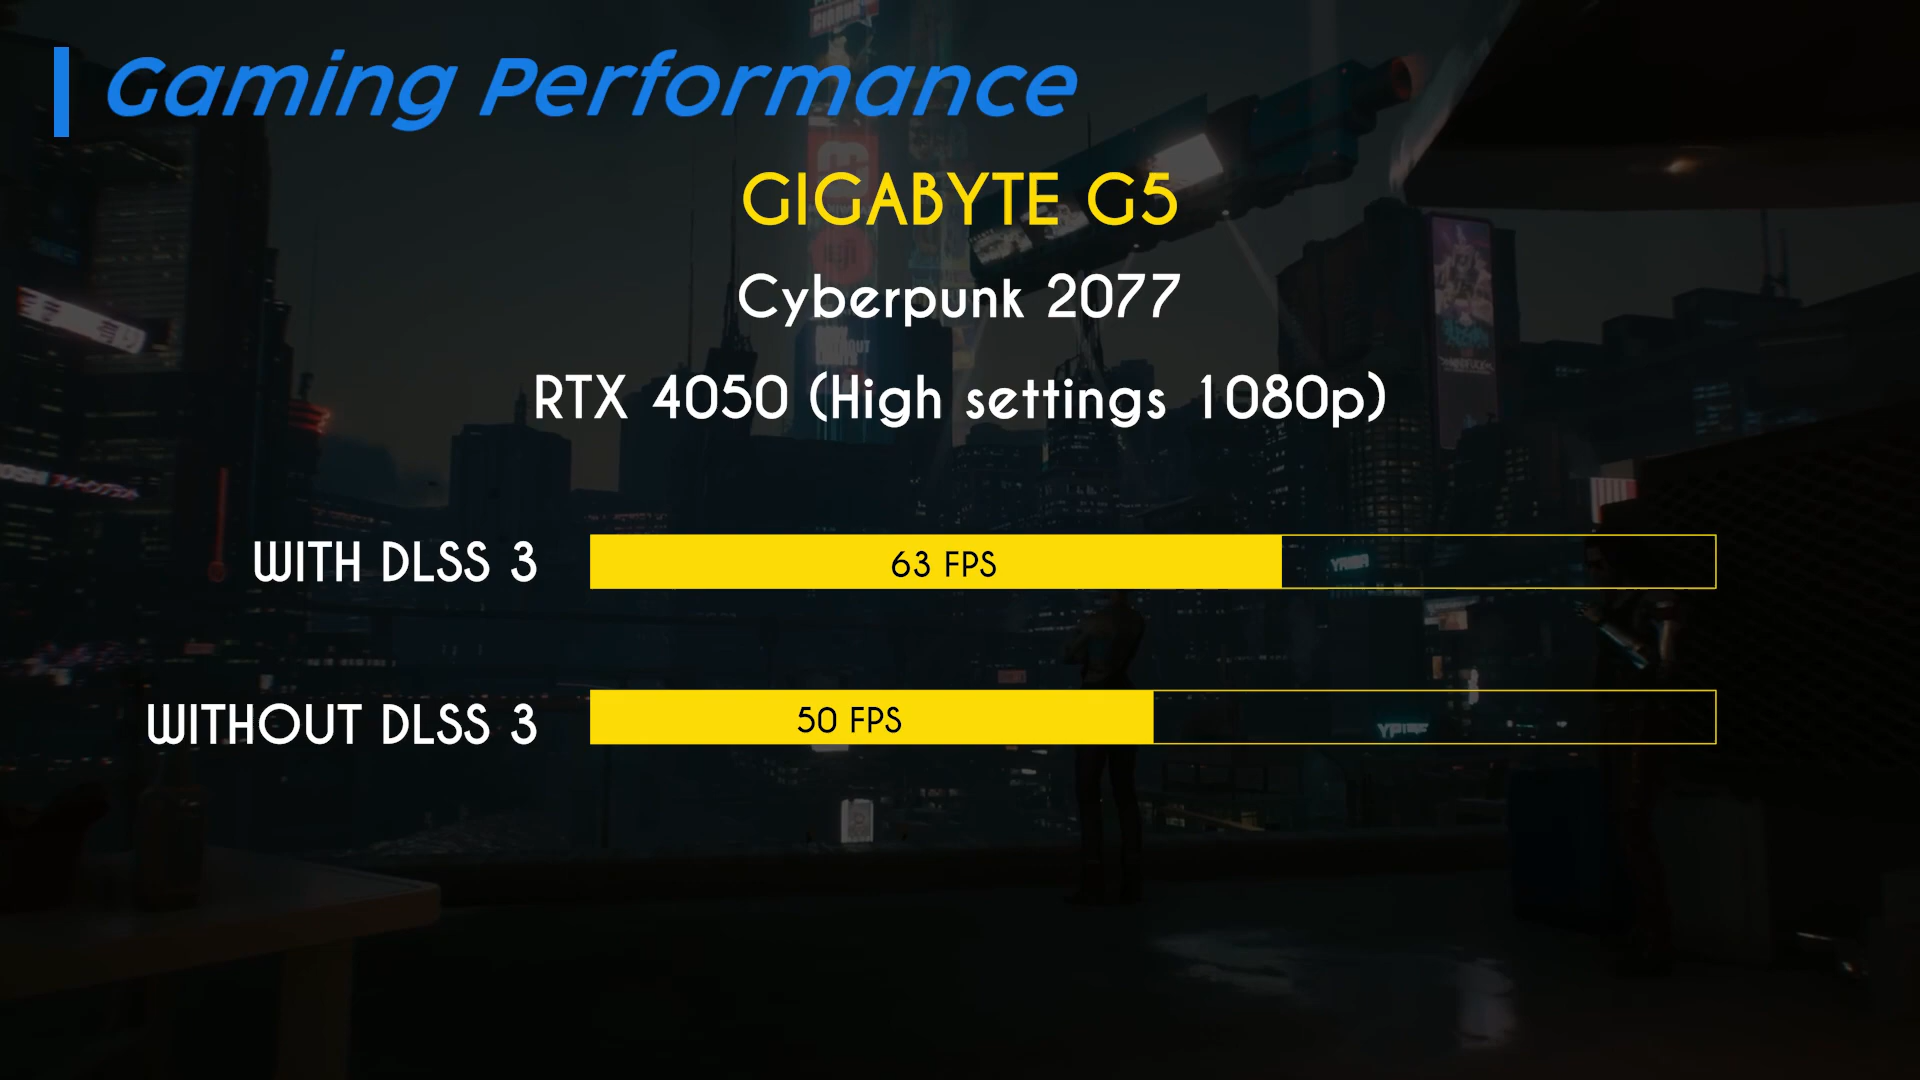 Gaming Performance
GIGABYTE G5
Cyberpunk 2077
RTX 4050 (High settings 1080p)
WITH DLSS 3
63 FPS
WITHOUT DLSS 3
50 FPS